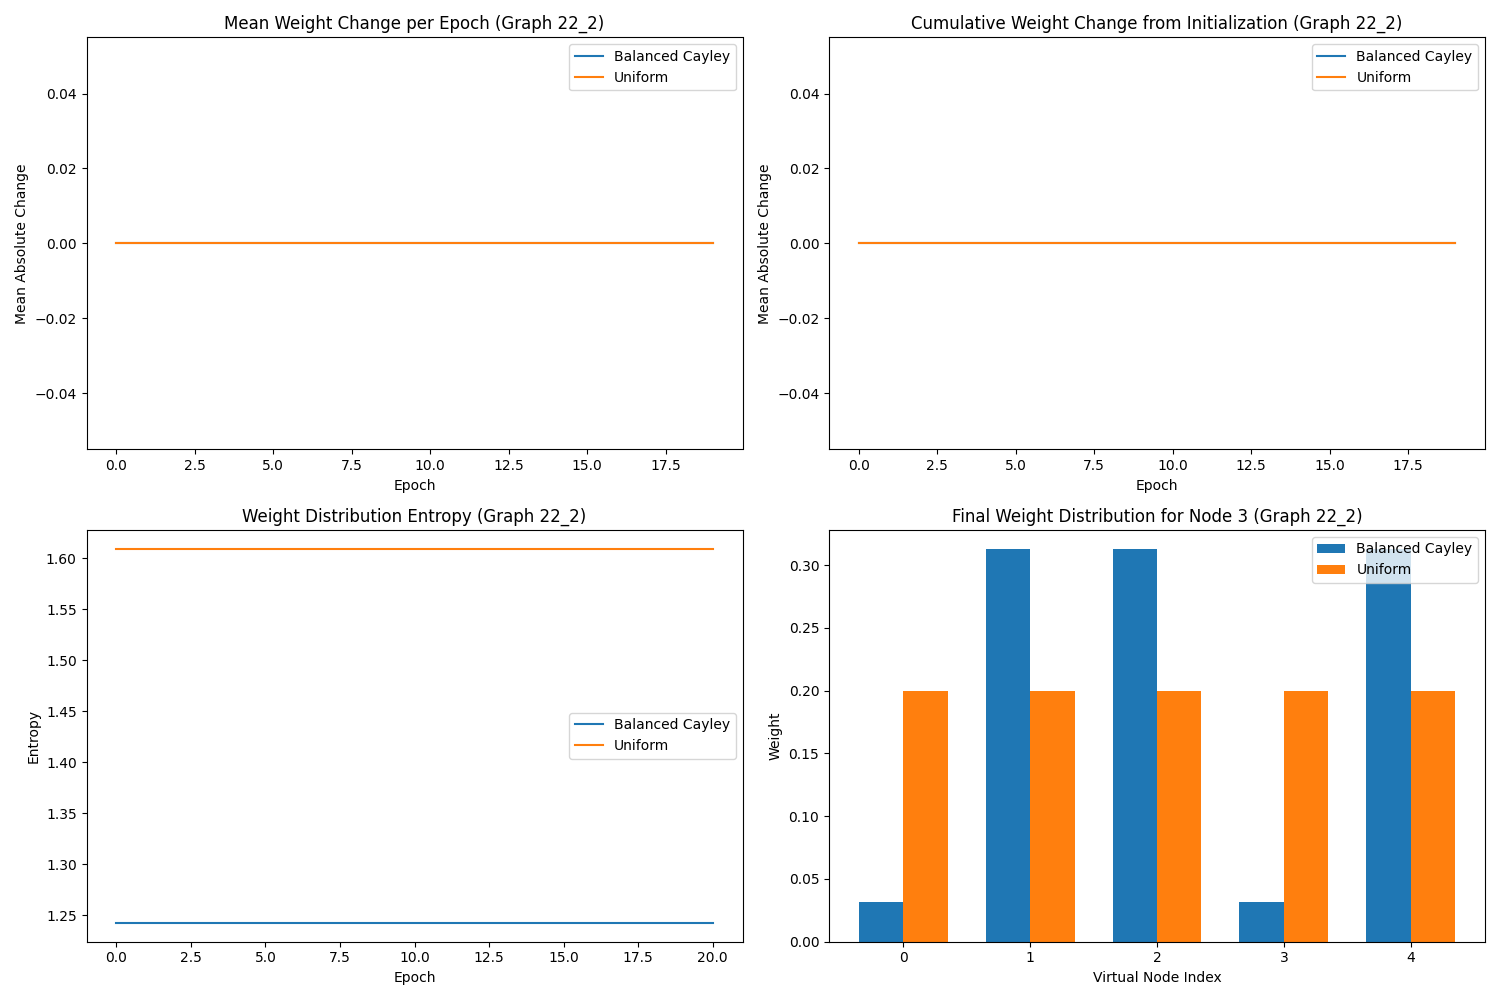 Mean Weight Change per Epoch (Graph 22_2)
Mean Absolute Change
0.04
0.02
0.00
−0.02
−0.04
Balanced Cayley
Uniform
0.0 2.5 5.0 7.5 10.0 12.5 15.0 17.5
Epoch
Cumulative Weight Change from Initialization (Graph 22_2)
Mean Absolute Change
0.04
0.02
0.00
−0.02
−0.04
Balanced Cayley
Uniform
0.0 2.5 5.0 7.5 10.0 12.5 15.0 17.5
Epoch
Weight Distribution Entropy (Graph 22_2)
Entropy
1.60
1.55
1.50
1.45
1.40
1.35
1.30
1.25
Balanced Cayley
Uniform
0.0 2.5 5.0 7.5 10.0 12.5 15.0 17.5 20.0
Epoch
Final Weight Distribution for Node 3 (Graph 22_2)
Weight
0.30
0.25
0.20
0.15
0.10
0.05
0.00
Balanced Cayley
Uniform
0 1 2 3 4
Virtual Node Index